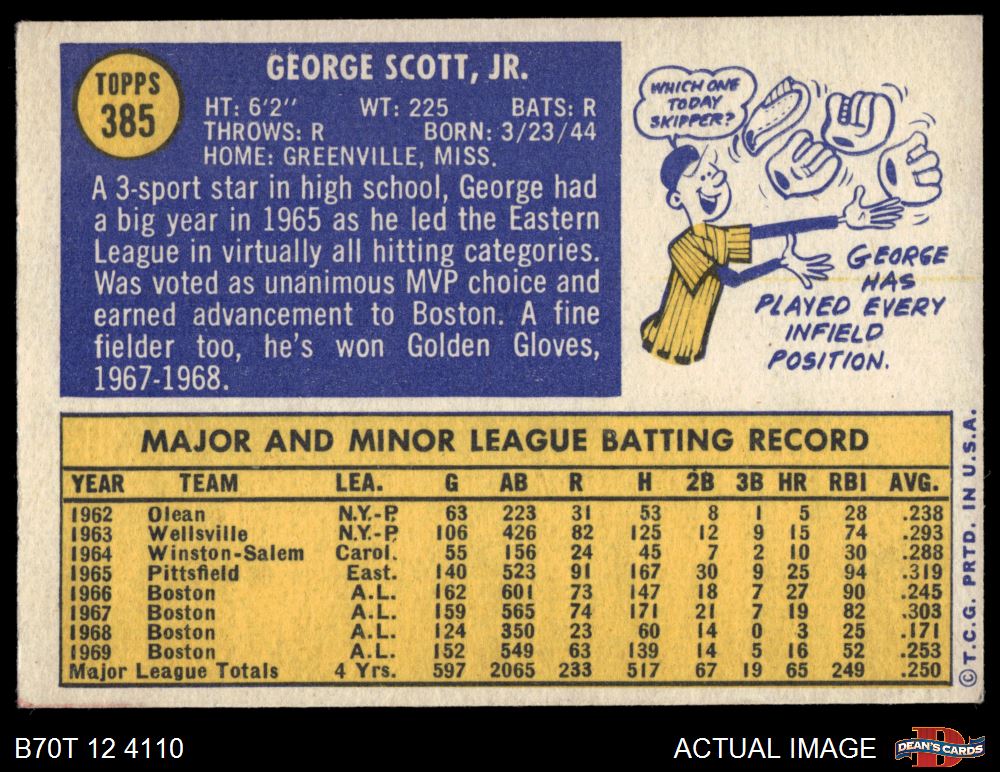 TOPPS
385
GEORGE SCOTT, JR.
HT: 6'2" WT: 225 BATS: R
THROWS: R BORN: 3/23/44
HOME: GREENVILLE, MISS.
A 3-sport star in high school, George had
a big year in 1965 as he led the Eastern
League in virtually all hitting categories.
Was voted as unanimous MVP choice and
earned advancement to Boston. A fine
fielder too, he's won Golden Gloves,
1967-1968.
WHICH ONE
TODAY
SKIPPER?
GEORGE
HAS
PLAYED EVERY
INFIELD
POSITION.
MAJOR AND MINOR LEAGUE BATTING RECORD
YEAR TEAM LEA. G AB R H 2B 3B HR RBI AVG.
1962 Olean N.Y.-P. 63 223 31 53 8 1 5 28 .238
1963 Wellsville N.Y.-P. 106 426 82 125 12 9 15 74 .293
1964 Winston-Salem Carol. 55 156 24 45 7 2 10 30 .288
1965 Pittsfield East. 140 523 91 167 30 9 25 94 .319
1966 Boston A.L. 162 601 73 147 18 7 27 90 .245
1967 Boston A.L. 159 565 74 171 21 7 19 82 .303
1968 Boston A.L. 124 350 23 60 14 0 3 25 .171
1969 Boston A.L. 152 549 63 139 14 5 16 52 .253
Major League Totals 4 Yrs. 597 2065 233 517 67 19 65 249 .250
© T.C.G. PRTD. IN U.S.A.
B70T 12 4110
ACTUAL IMAGE
D
DEAN'S CARDS